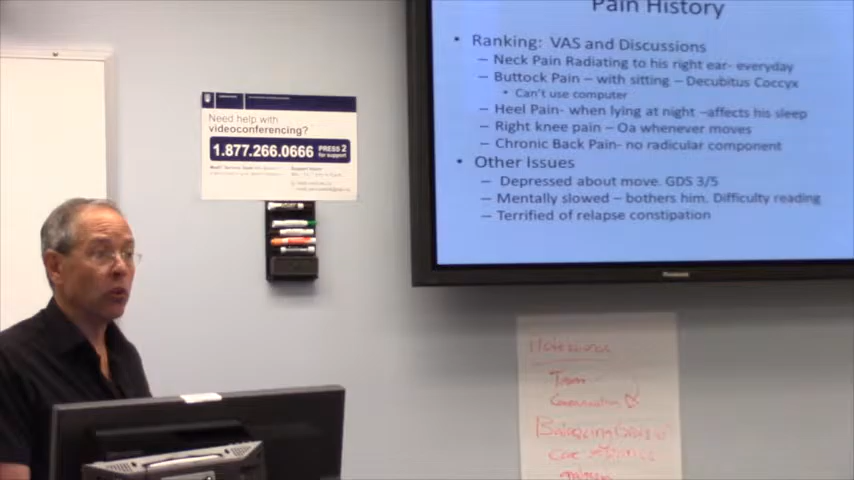 Pain History
• Ranking: VAS and Discussions
– Neck Pain Radiating to his right ear- everyday
– Buttock Pain – with sitting – Decubitus Coccyx
• Can't use computer
– Heel Pain- when lying at night –affects his sleep
– Right knee pain – Oa whenever moves
– Chronic Back Pain- no radicular component
• Other Issues
– Depressed about move. GDS 3/5
– Mentally slowed – bothers him. Difficulty reading
– Terrified of relapse constipation
Need help with
videoconferencing?
1.877.266.0666 PRESS 2
for support
Panasonic
Team
Balancing